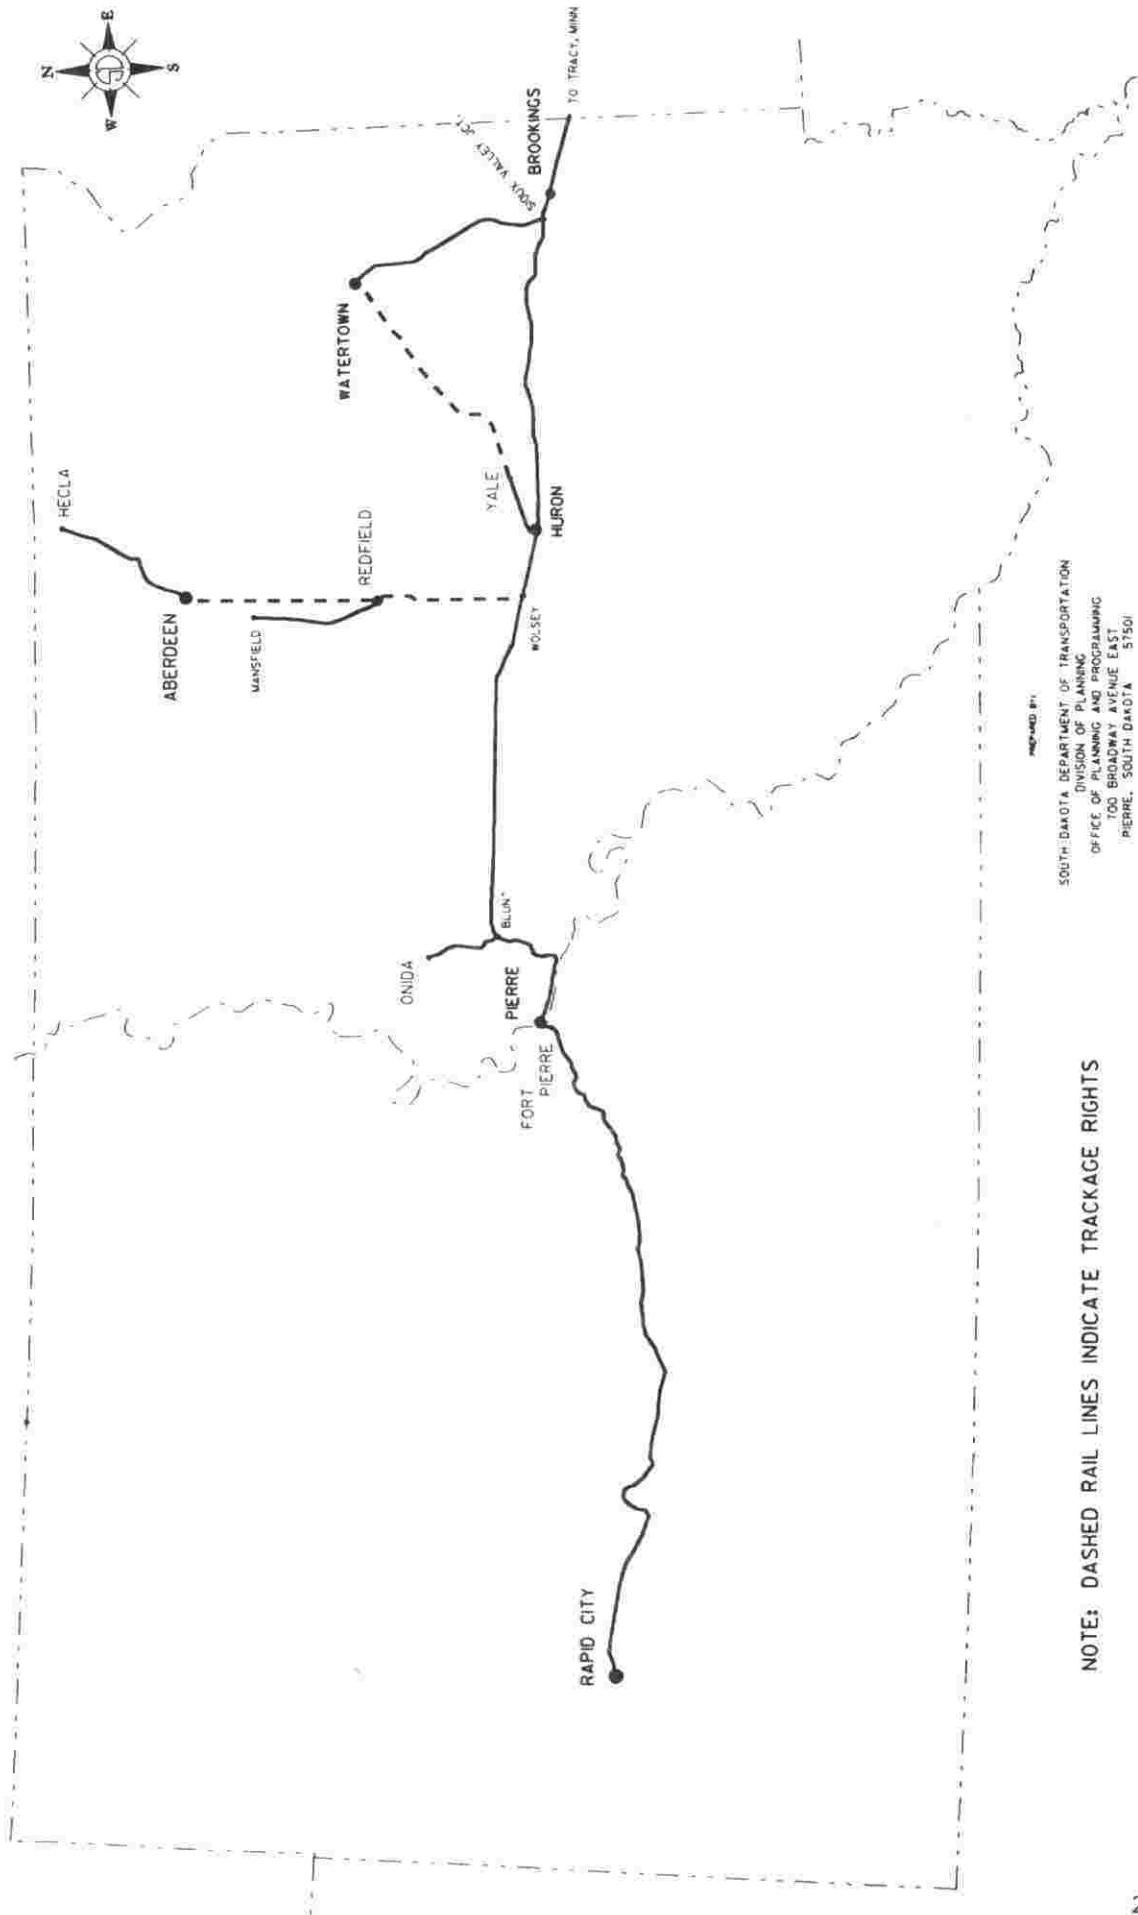 N
E
S
W
HECLA
ABERDEEN
MANSFIELD
REDFIELD
WATERTOWN
SIOUX VALLEY JCT.
BROOKINGS
TO TRACY, MINN
YALE
HURON
WOLSEY
ONIDA
BLUNT
PIERRE
FORT
PIERRE
RAPID CITY
NOTE: DASHED RAIL LINES INDICATE TRACKAGE RIGHTS
PREPARED BY:
SOUTH DAKOTA DEPARTMENT OF TRANSPORTATION
DIVISION OF PLANNING
OFFICE OF PLANNING AND PROGRAMMING
700 BROADWAY AVENUE EAST
PIERRE, SOUTH DAKOTA 57501